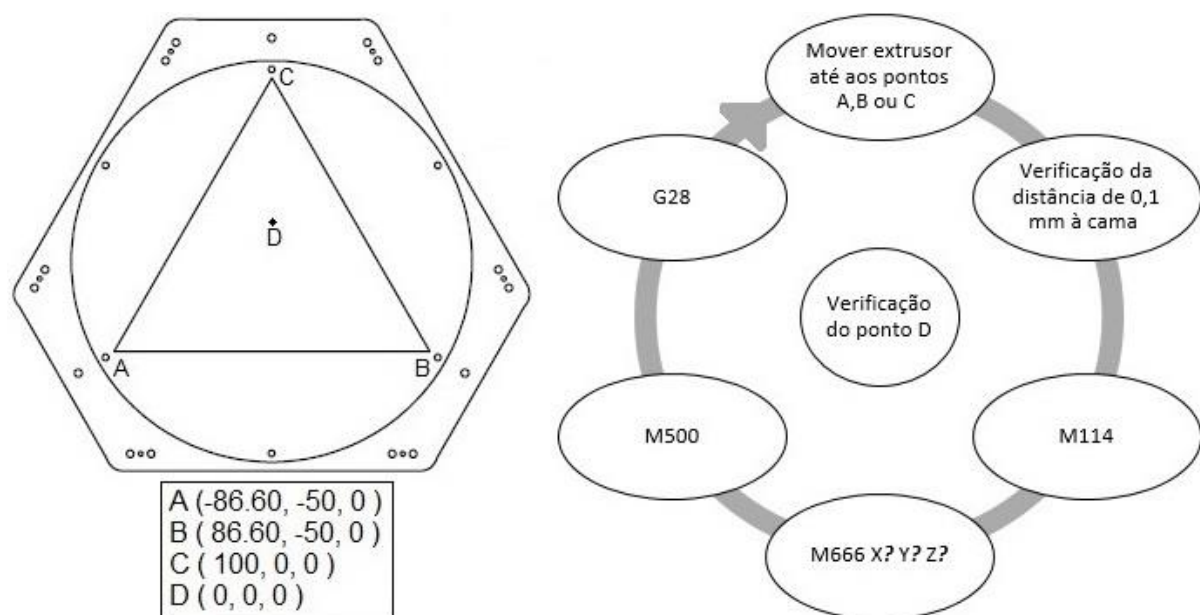 C
D
A
B
A (-86.60, -50, 0 )
B ( 86.60, -50, 0 )
C ( 100, 0, 0 )
D ( 0, 0, 0 )
Mover extrusor
até aos pontos
A,B ou C
Verificação da
distância de 0,1
mm à cama
M114
M666 X? Y? Z?
M500
G28
Verificação
do ponto D